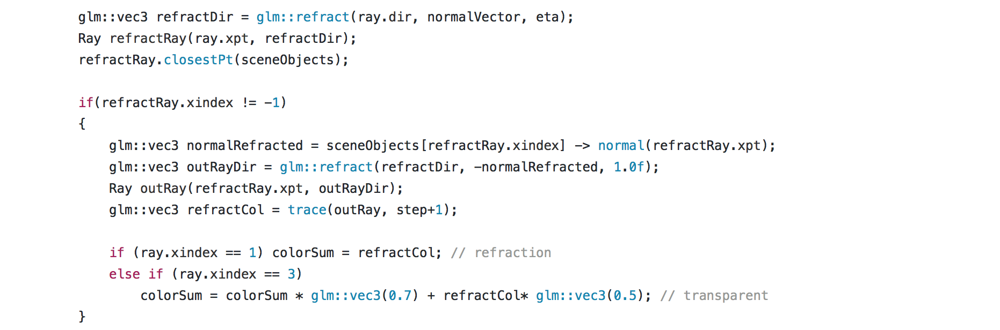 glm::vec3 refractDir = glm::refract(ray.dir, normalVector, eta);
Ray refractRay(ray.xpt, refractDir);
refractRay.closestPt(sceneObjects);
if(refractRay.xindex != -1)
{
glm::vec3 normalRefracted = sceneObjects[refractRay.xindex] -> normal(refractRay.xpt);
glm::vec3 outRayDir = glm::refract(refractDir, -normalRefracted, 1.0f);
Ray outRay(refractRay.xpt, outRayDir);
glm::vec3 refractCol = trace(outRay, step+1);
if (ray.xindex == 1) colorSum = refractCol; // refraction
else if (ray.xindex == 3)
colorSum = colorSum * glm::vec3(0.7) + refractCol* glm::vec3(0.5); // transparent
}